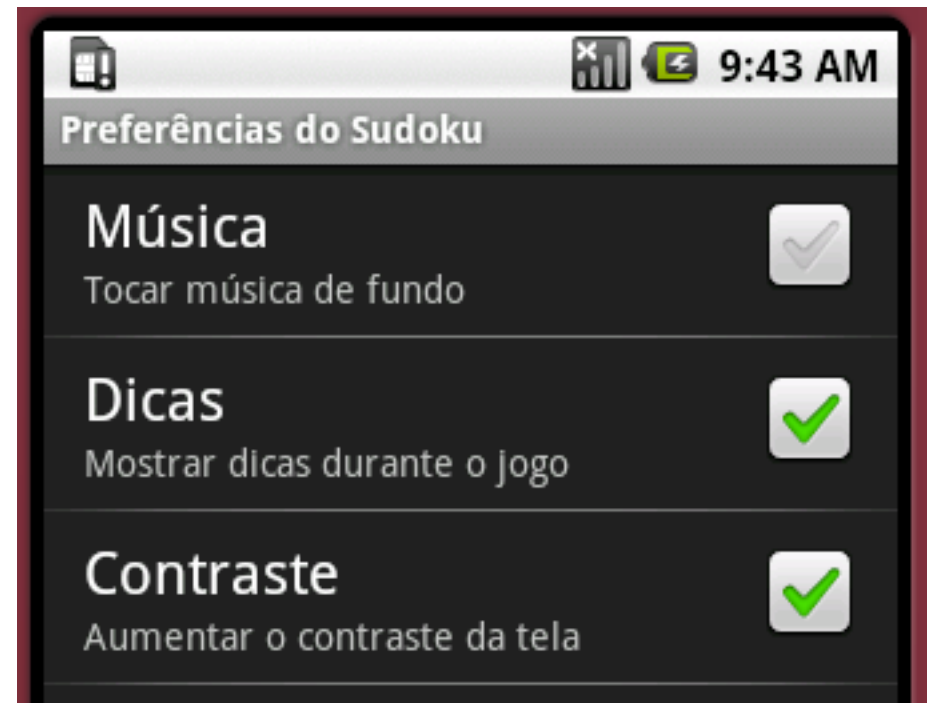 9:43 AM
Preferências do Sudoku
Música
Tocar música de fundo
Dicas
Mostrar dicas durante o jogo
Contraste
Aumentar o contraste da tela